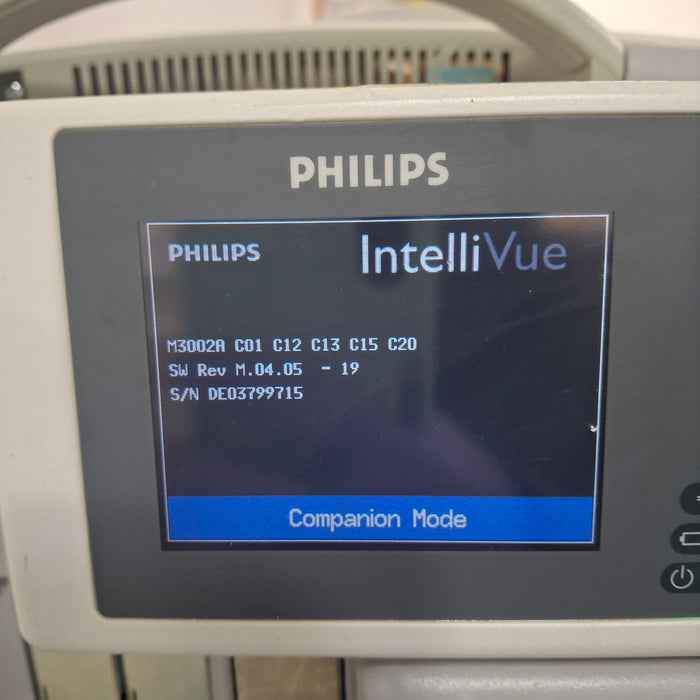 PHILIPS
PHILIPS IntelliVue
M3002A C01 C12 C13 C15 C20
SW Rev M.04.05 - 19
S/N DE03799715
Companion Mode